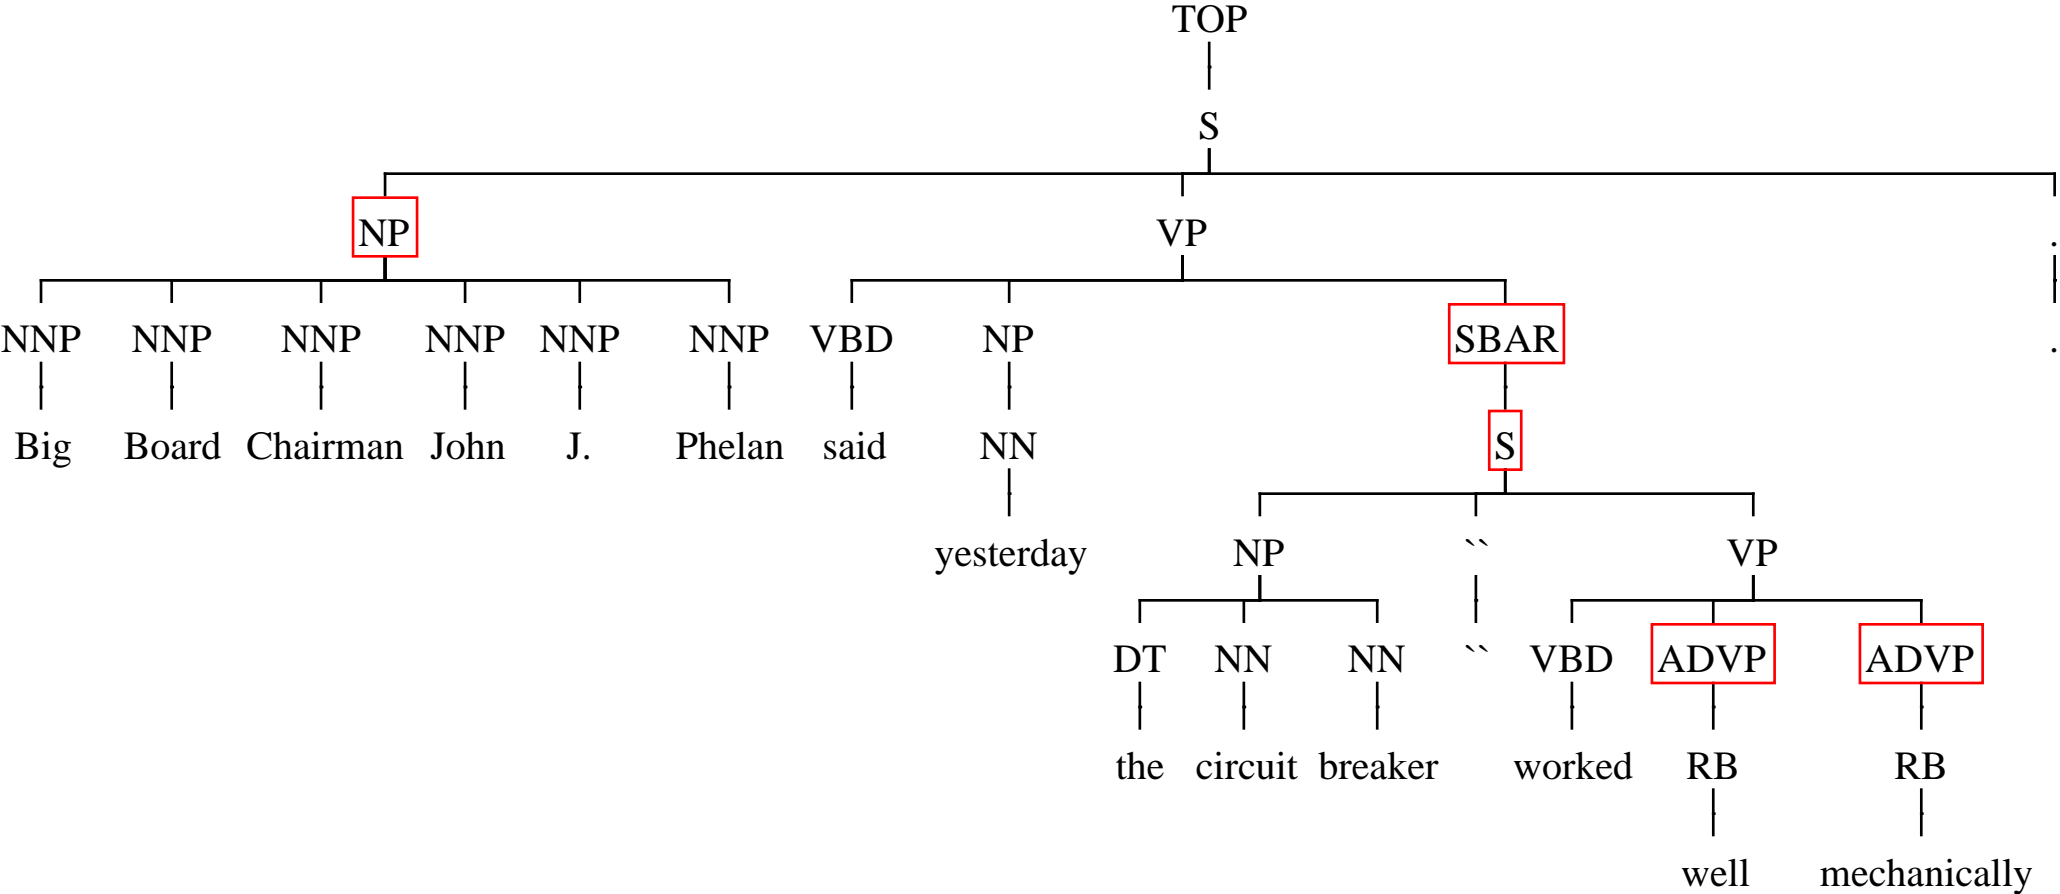 TOP
S
NP VP .
NNP NNP NNP NNP NNP NNP VBD NP SBAR .
Big Board Chairman John J. Phelan said NN S
yesterday NP `` VP
DT NN NN `` VBD ADVP ADVP
the circuit breaker worked RB RB
well mechanically